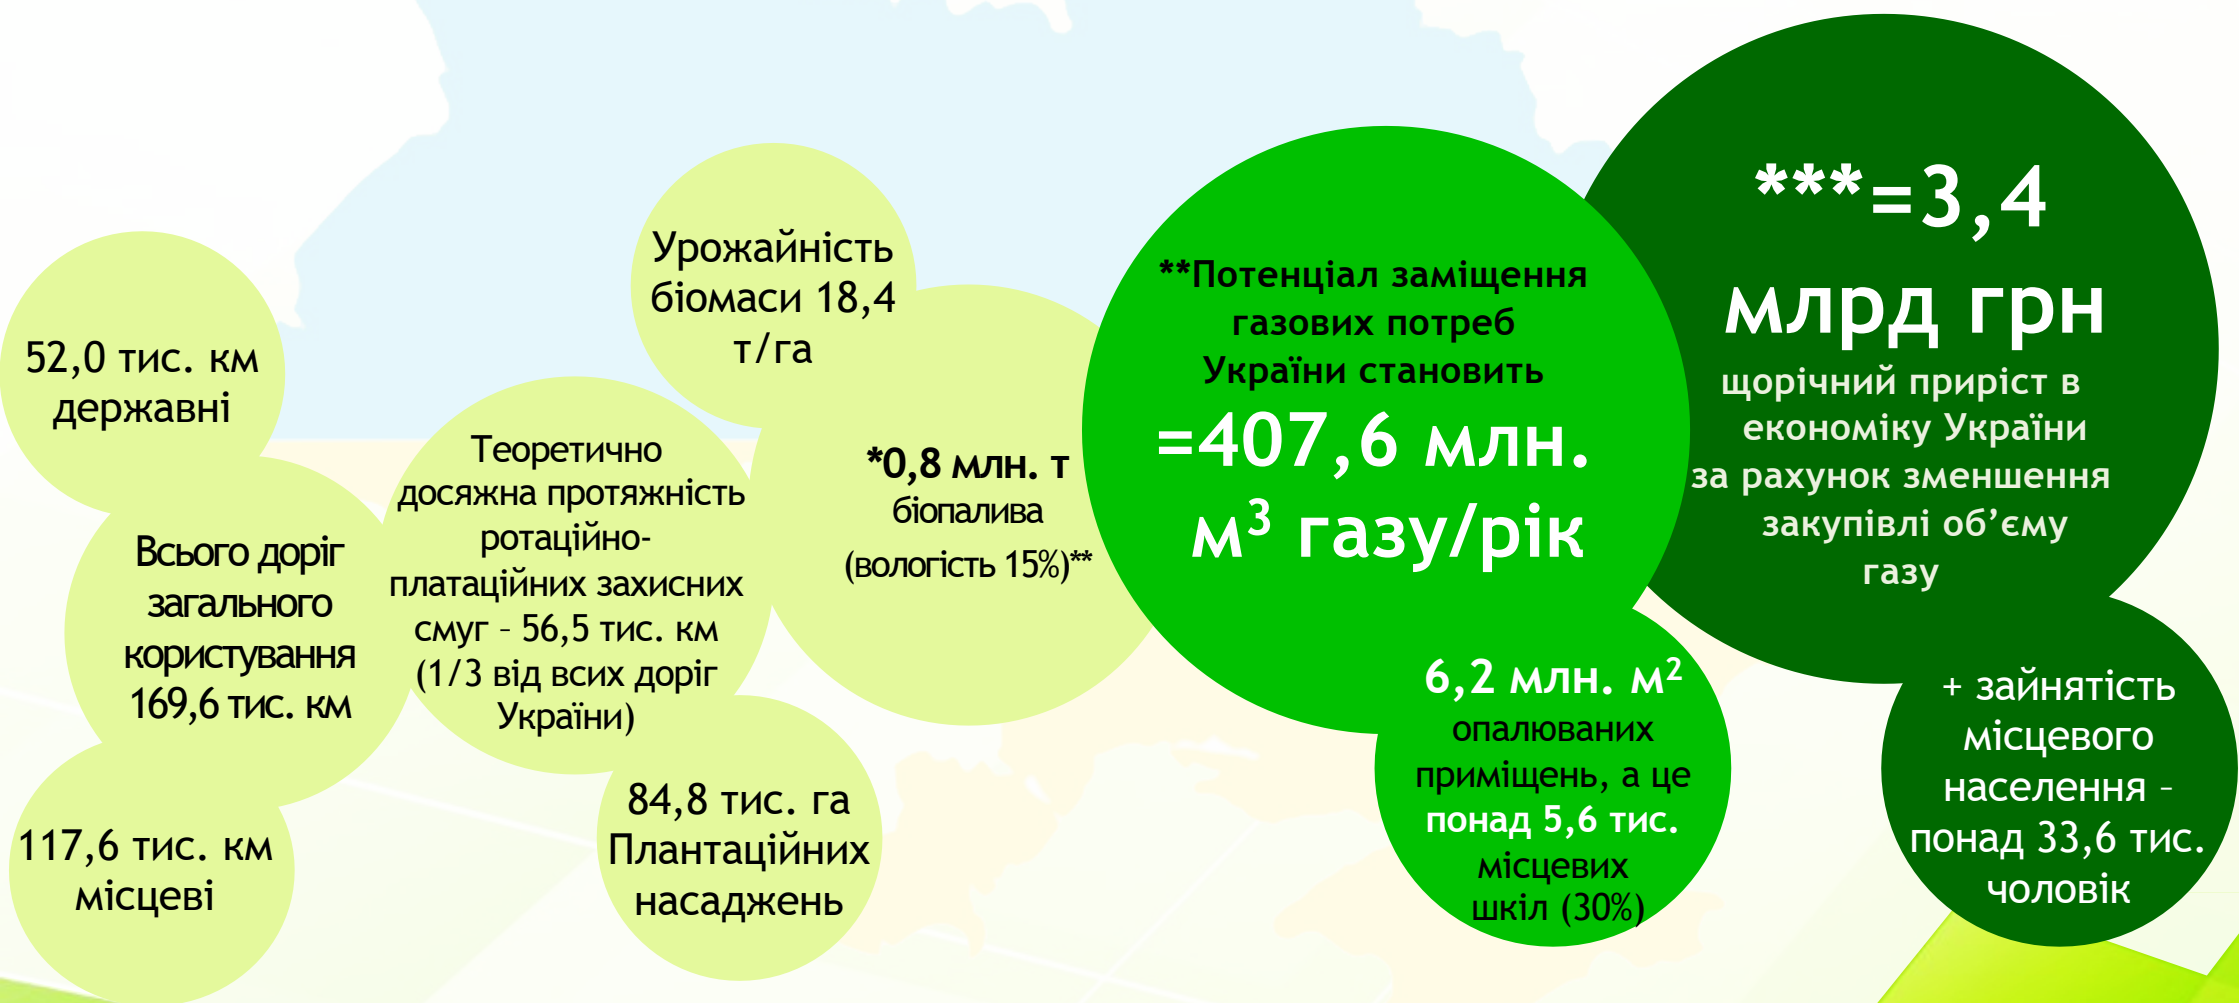 52,0 тис. км
державні
Всього доріг
загального
користування
169,6 тис. км
117,6 тис. км
місцеві
Теоретично
досяжна протяжність
ротаційно-
платаційних захисних
смуг – 56,5 тис. км
(1/3 від всих доріг
України)
Урожайність
біомаси 18,4
т/га
*0,8 млн. т
біопалива
(вологість 15%)**
84,8 тис. га
Плантаційних
насаджень
**Потенціал заміщення
газових потреб
України становить
=407,6 млн.
м³ газу/рік
6,2 млн. м²
опалюваних
приміщень, а це
понад 5,6 тис.
місцевих
шкіл (30%)
***=3,4
млрд грн
щорічний приріст в
економіку України
за рахунок зменшення
закупівлі об’єму
газу
+ зайнятість
місцевого
населення –
понад 33,6 тис.
чоловік